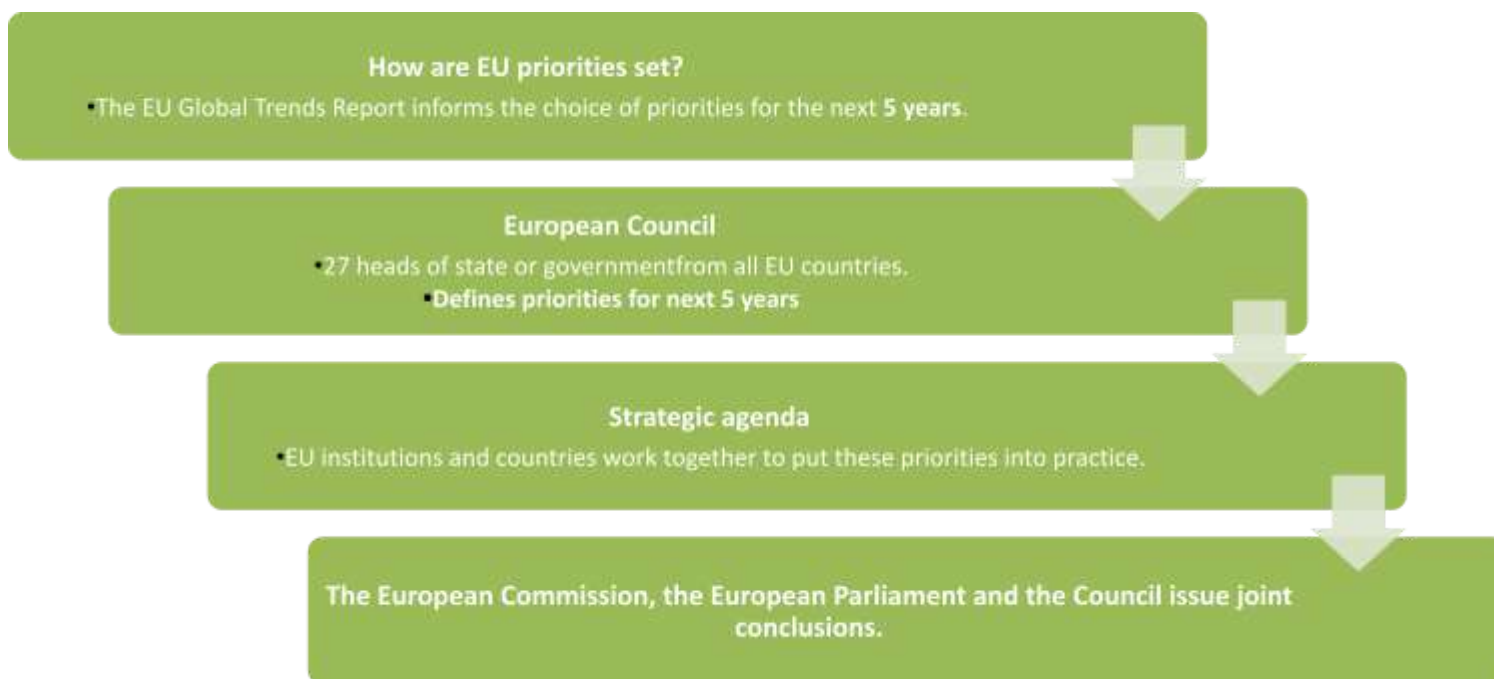 How are EU priorities set?
•The EU Global Trends Report informs the choice of priorities for the next 5 years.
European Council
•27 heads of state or governmentfrom all EU countries.
•Defines priorities for next 5 years
Strategic agenda
•EU institutions and countries work together to put these priorities into practice.
The European Commission, the European Parliament and the Council issue joint
conclusions.